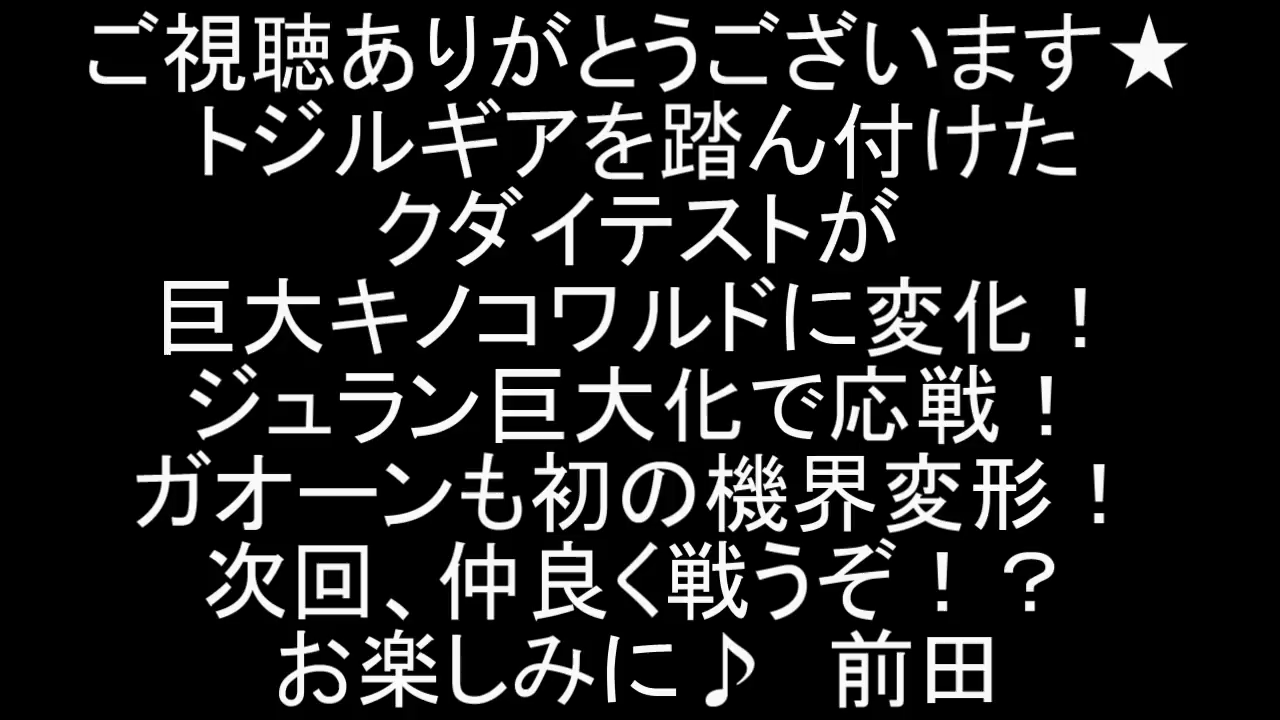 ご視聴ありがとうございます★
トジルギアを踏ん付けた
クダイテストが
巨大キノコワルドに変化！
ジュラン巨大化で応戦！
ガオーンも初の機界変形！
次回、仲良く戦うぞ！？
お楽しみに♪　前田